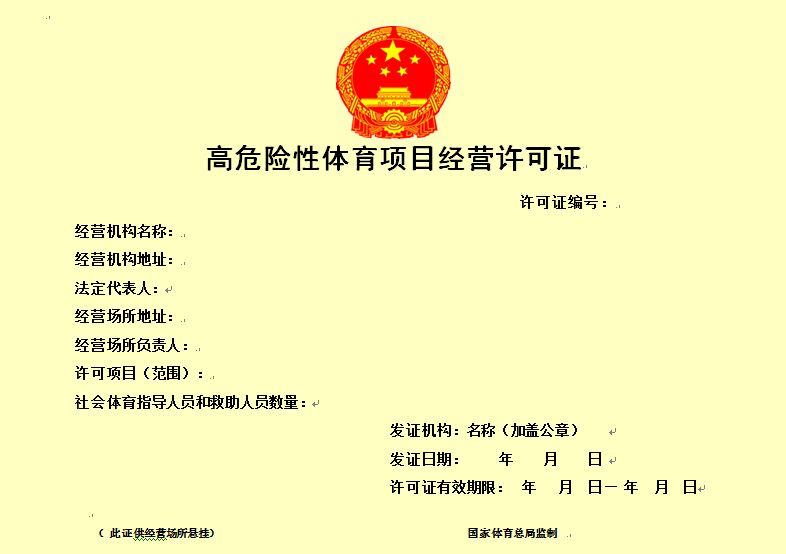 高危险性体育项目经营许可证
许可证编号：
经营机构名称：
经营机构地址：
法定代表人：
经营场所地址：
经营场所负责人：
许可项目（范围）：
社会体育指导人员和救助人员数量：
发证机构：名称（加盖公章）
发证日期： 年 月 日
许可证有效期限： 年 月 日－ 年 月 日
（ 此证供经营场所悬挂） 国家体育总局监制